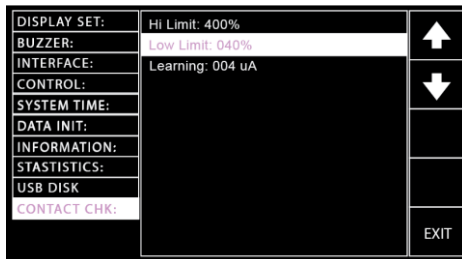 DISPLAY SET:
BUZZER:
INTERFACE:
CONTROL:
SYSTEM TIME:
DATA INIT:
INFORMATION:
STASTISTICS:
USB DISK
CONTACT CHK:
Hi Limit: 400%
Low Limit: 040%
Learning: 004 uA
EXIT